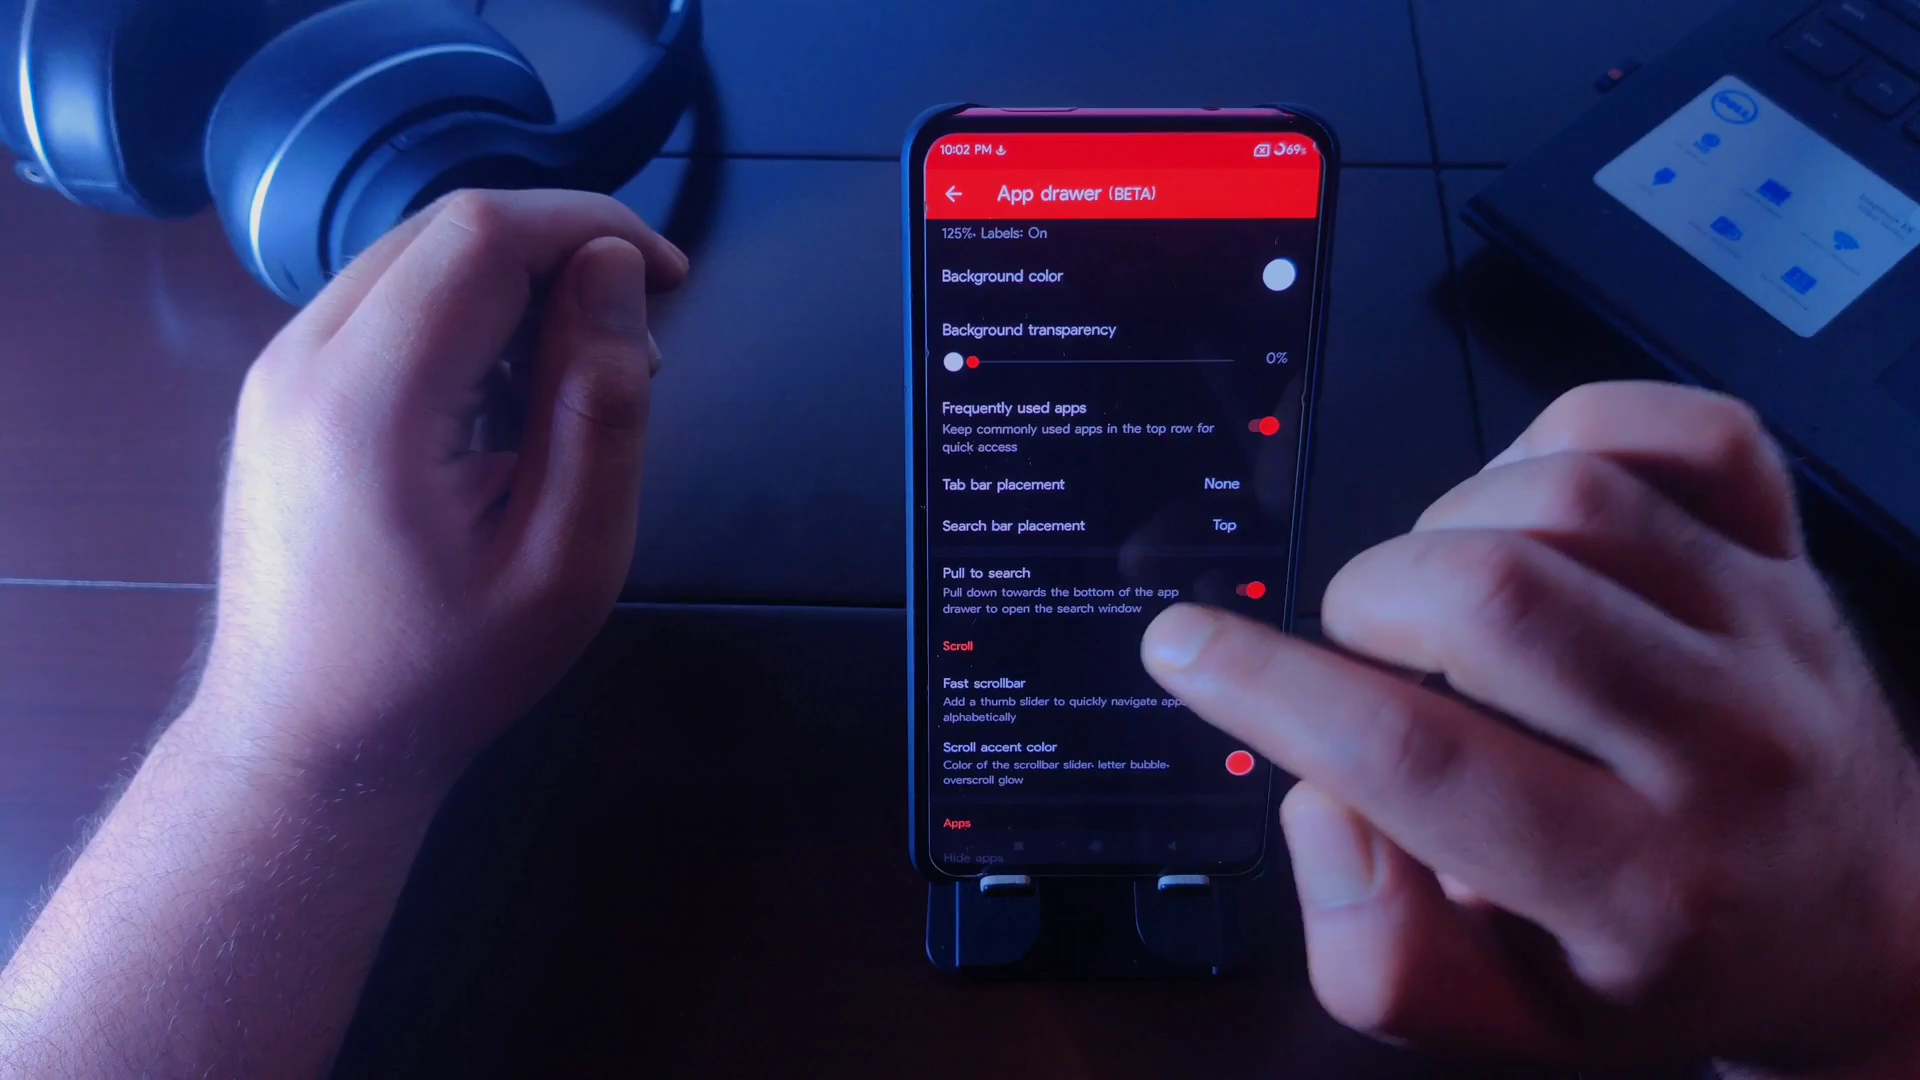 10:02 PM
69%
App drawer (BETA)
125%, Labels: On
Background color
Background transparency
0%
Frequently used apps
Keep commonly used apps in the top row for
quick access
Tab bar placement
None
Search bar placement
Top
Pull to search
Pull down towards the bottom of the app
drawer to open the search window
Scroll
Fast scrollbar
Add a thumb slider to quickly navigate apps
alphabetically
Scroll accent color
Color of the scrollbar slider, letter bubble,
overscroll glow
Apps
Hide apps
DELL